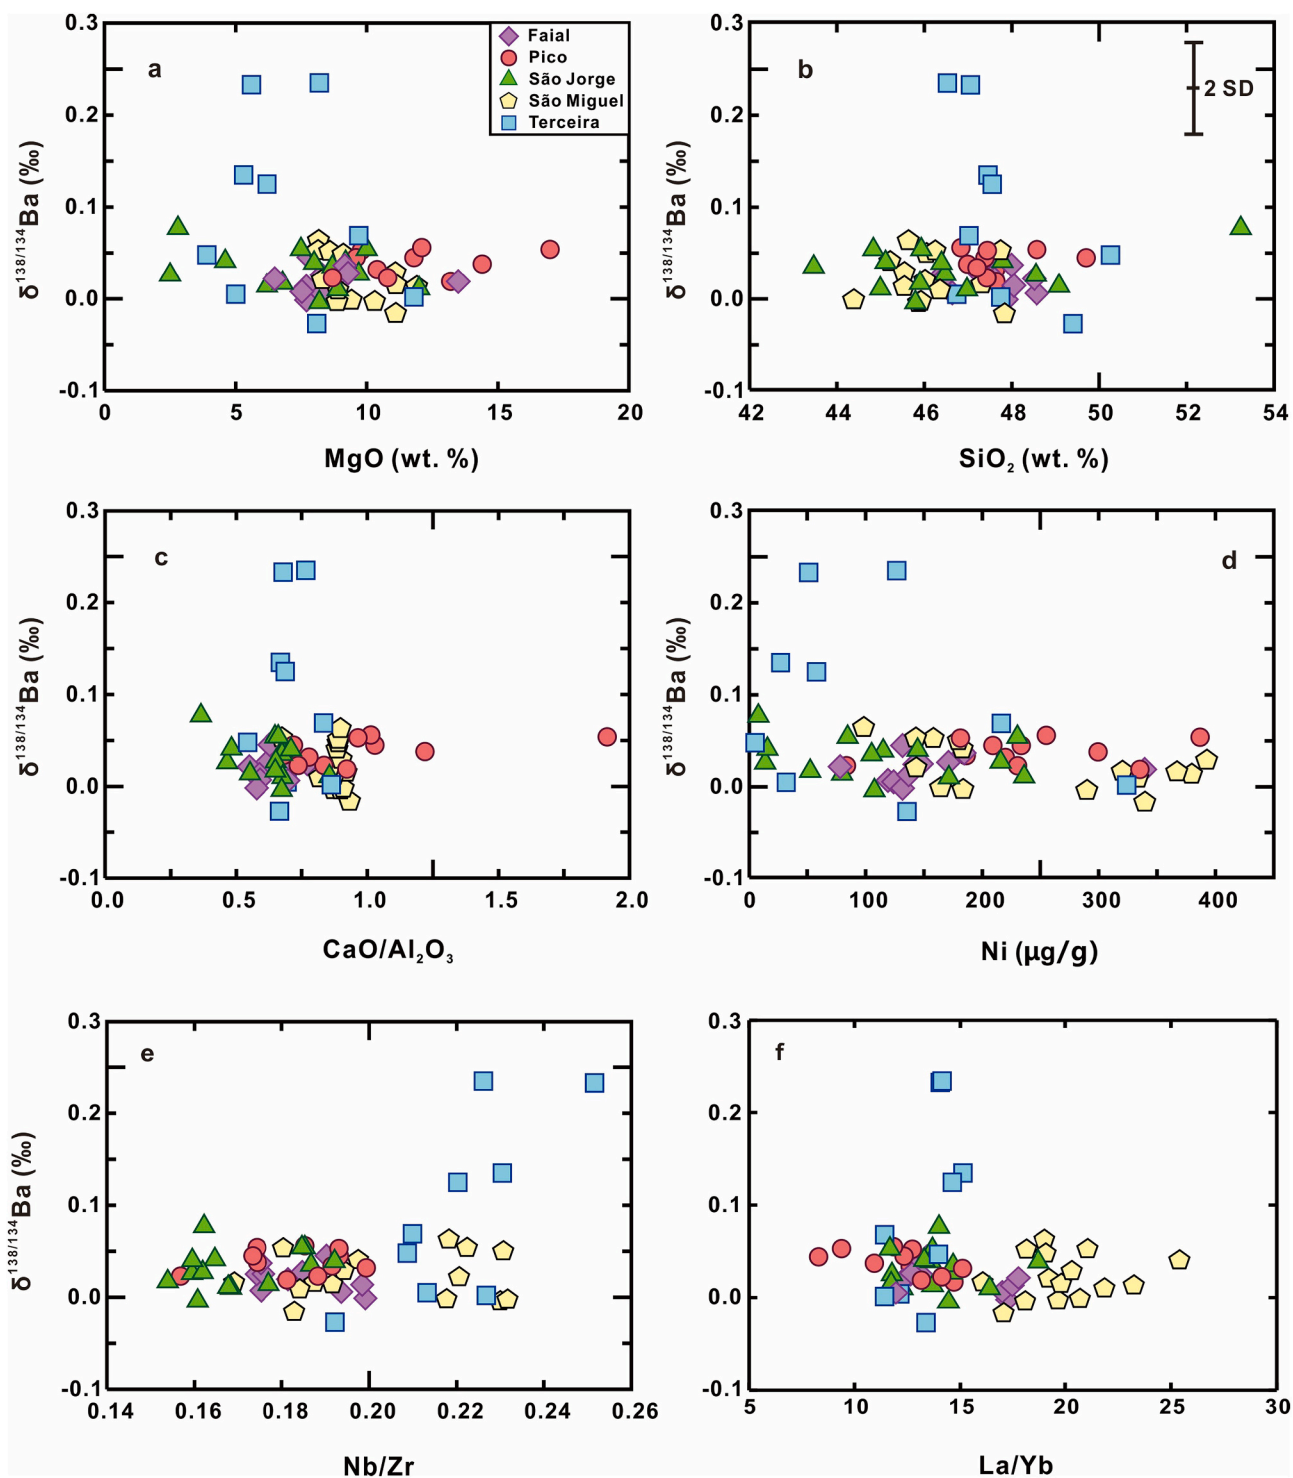 a
Faial
Pico
São Jorge
São Miguel
Terceira
0.3
0.2
0.1
0.0
-0.1
δ138/134Ba (‰)
0
5
10
15
20
MgO (wt. %)
b
2 SD
0.3
0.2
0.1
0.0
-0.1
δ138/134Ba (‰)
42
44
46
48
50
52
54
SiO2 (wt. %)
c
0.3
0.2
0.1
0.0
-0.1
δ138/134Ba (‰)
0.0
0.5
1.0
1.5
2.0
CaO/Al2O3
d
0.3
0.2
0.1
0.0
-0.1
δ138/134Ba (‰)
0
100
200
300
400
Ni (μg/g)
e
0.3
0.2
0.1
0.0
-0.1
δ138/134Ba (‰)
0.14
0.16
0.18
0.20
0.22
0.24
0.26
Nb/Zr
f
0.3
0.2
0.1
0.0
-0.1
δ138/134Ba (‰)
5
10
15
20
25
30
La/Yb